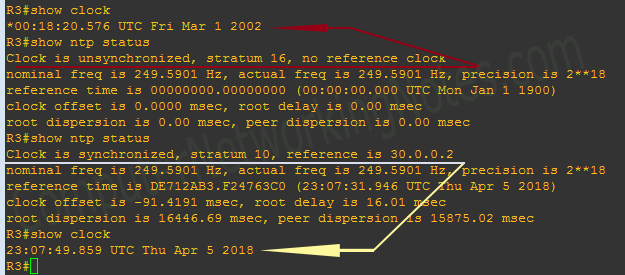 R3#show clock
*00:18:20.576 UTC Fri Mar 1 2002
R3#show ntp status
Clock is unsynchronized, stratum 16, no reference clock
nominal freq is 249.5901 Hz, actual freq is 249.5901 Hz, precision is 2**18
reference time is 00000000.00000000 (00:00:00.000 UTC Mon Jan 1 1900)
clock offset is 0.0000 msec, root delay is 0.00 msec
root dispersion is 0.00 msec, peer dispersion is 0.00 msec
R3#show ntp status
Clock is synchronized, stratum 10, reference is 30.0.0.2
nominal freq is 249.5901 Hz, actual freq is 249.5901 Hz, precision is 2**18
reference time is DE712AB3.F24763C0 (23:07:31.946 UTC Thu Apr 5 2018)
clock offset is -91.4191 msec, root delay is 16.01 msec
root dispersion is 16446.69 msec, peer dispersion is 15875.02 msec
R3#show clock
23:07:49.859 UTC Thu Apr 5 2018
R3#